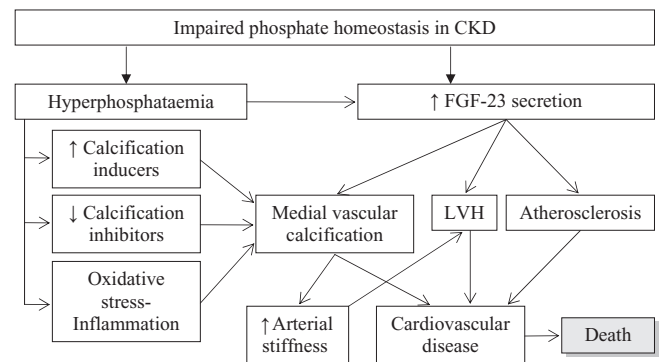 Impaired phosphate homeostasis in CKD
Hyperphosphataemia
↑ FGF-23 secretion
↑ Calcification
inducers
↓ Calcification
inhibitors
Oxidative
stress-
Inflammation
Medial vascular
calcification
LVH
Atherosclerosis
↑ Arterial
stiffness
Cardiovascular
disease
Death